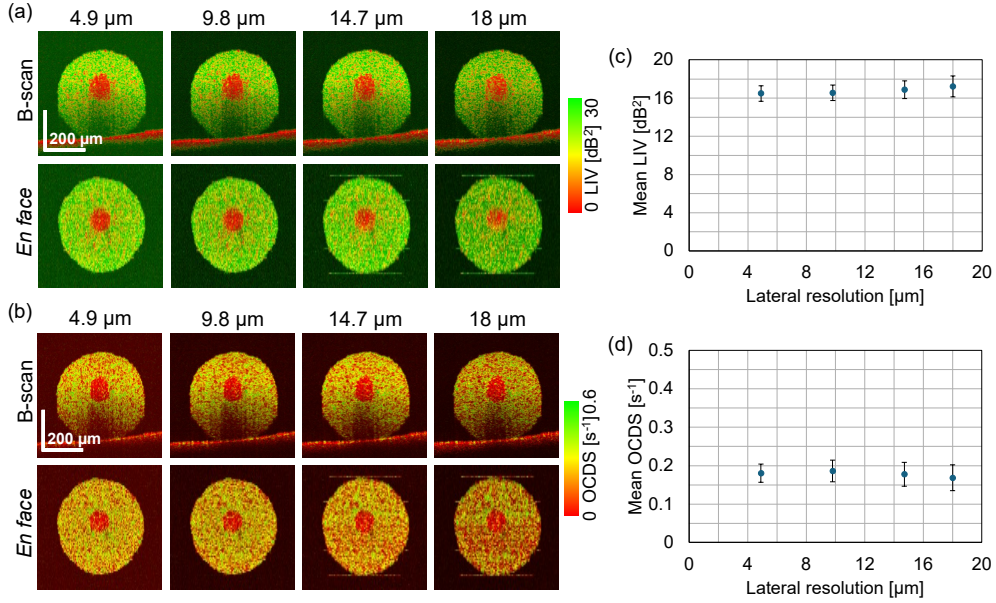 (a)
4.9 µm 9.8 µm 14.7 µm 18 µm
B-scan
200 µm
En face
0 LIV [dB²] 30
(b)
4.9 µm 9.8 µm 14.7 µm 18 µm
B-scan
200 µm
En face
0 OCDS [s⁻¹] 0.6
(c)
Mean LIV [dB²]
20
16
12
8
4
0
0 4 8 12 16 20
Lateral resolution [µm]
(d)
Mean OCDS [s⁻¹]
0.5
0.4
0.3
0.2
0.1
0
0 4 8 12 16 20
Lateral resolution [µm]